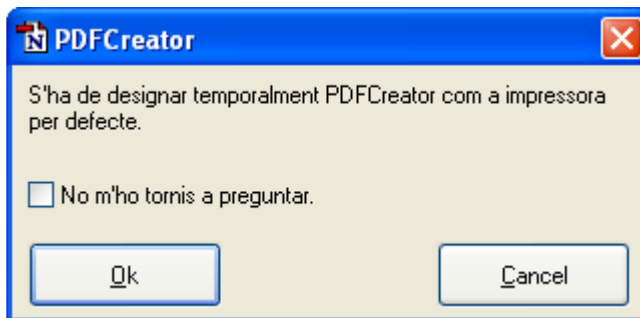 PDFCreator
S'ha de designar temporalment PDFCreator com a impressora
per defecte.
No m'ho tornis a preguntar.
Ok
Cancel